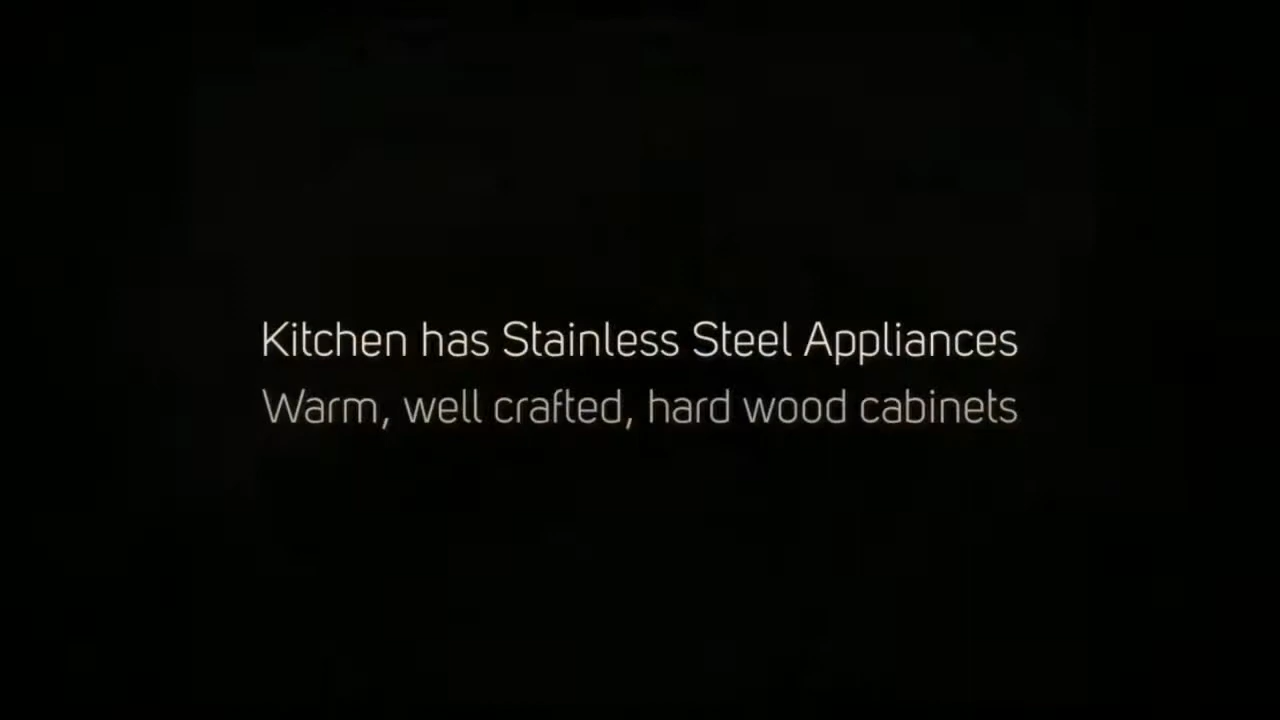 Kitchen has Stainless Steel Appliances
Warm, well crafted, hard wood cabinets